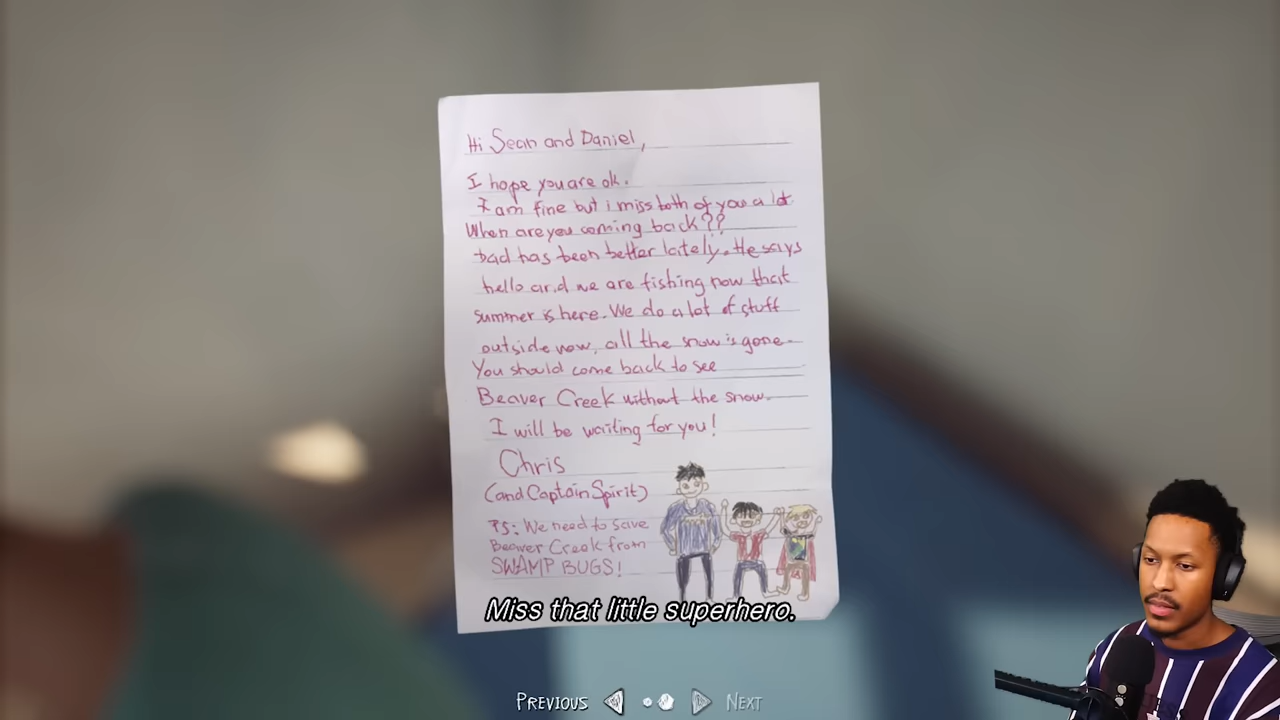 Hi Sean and Daniel,
I hope you are ok.
I am fine but i miss both of you a lot.
When are you coming back??
Dad has been better lately. He says
hello and we are fishing now that
summer is here. We do a lot of stuff
outside now, all the snow is gone.
You should come back to see
Beaver Creek without the snow.
I will be waiting for you!
Chris
(and Captain Spirit)
PS: We need to save
Beaver Creek from
SWAMP BUGS!
Miss that little superhero.
PREVIOUS NEXT